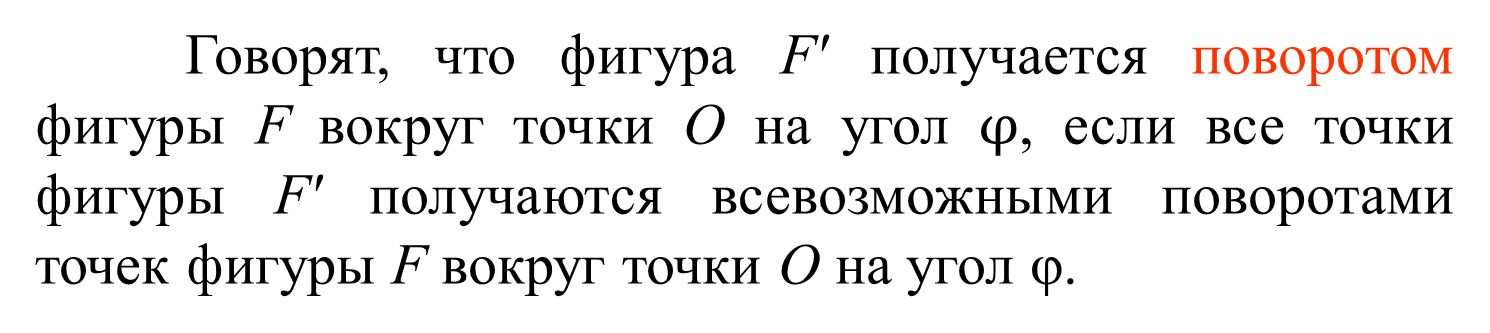 Говорят, что фигура F' получается поворотом
фигуры F вокруг точки O на угол φ, если все точки
фигуры F' получаются всевозможными поворотами
точек фигуры F вокруг точки O на угол φ.